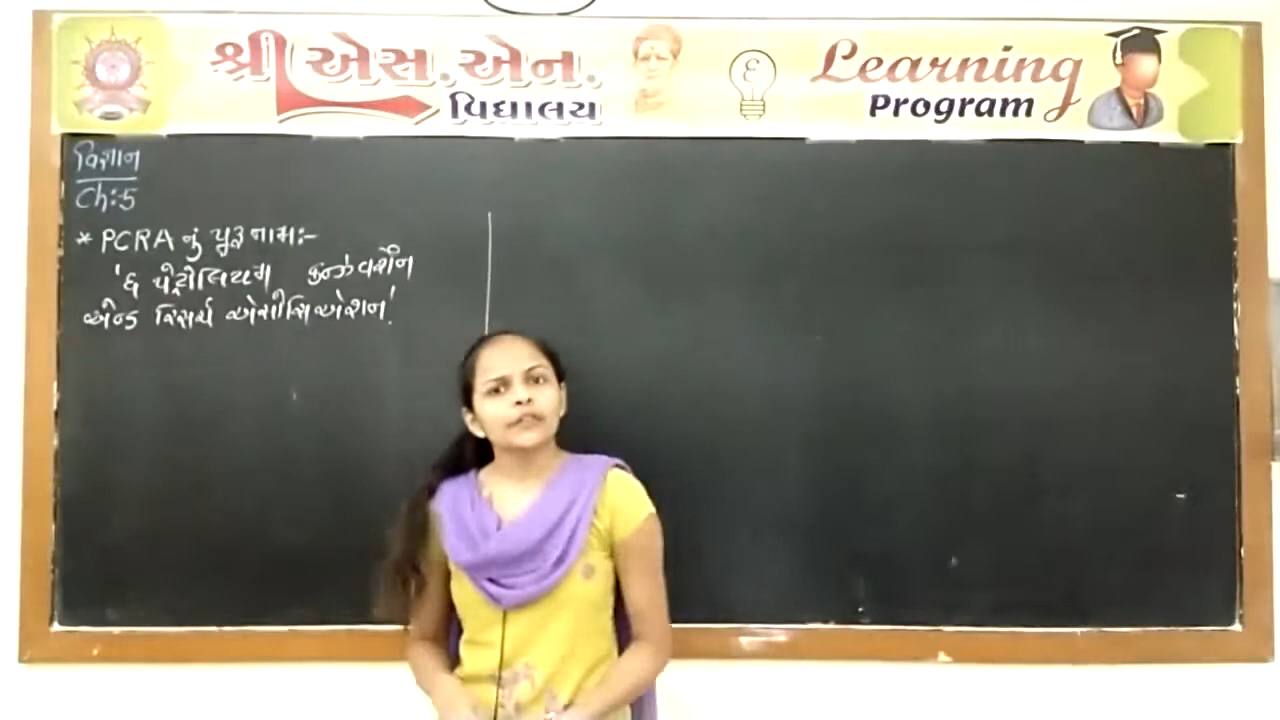 શ્રી એસ.એન.
વિદ્યાલય
Learning
Program
વિજ્ઞાન
Ch:-5
* PCRA નું પૂરૂ નામ:-
'ધ પેટ્રોલિયમ કન્ઝર્વેશન
એન્ડ રિસર્ચ એસોસિએશન'.